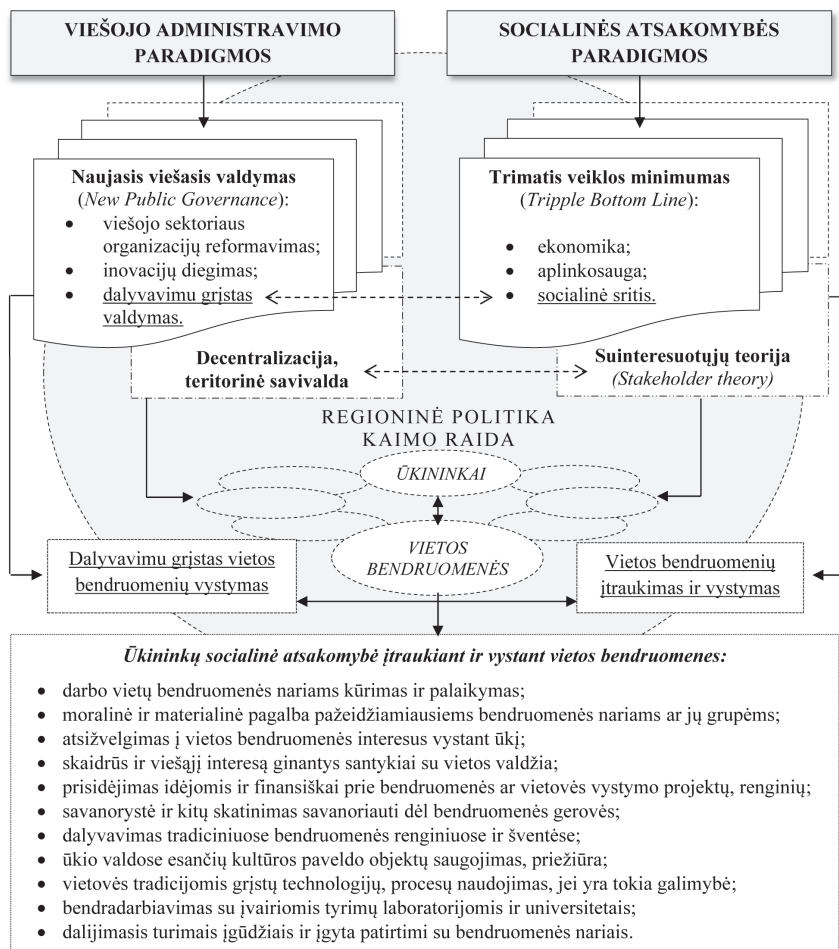 VIEŠOJO ADMINISTRAVIMO
PARADIGMOS
SOCIALINĖS ATSAKOMYBĖS
PARADIGMOS
Naujasis viešasis valdymas
(New Public Governance):
• viešojo sektoriaus
organizacijų reformavimas;
• inovacijų diegimas;
• dalyvavimu grįstas
valdymas.
Trimatis veiklos minimumas
(Tripple Bottom Line):
• ekonomika;
• aplinkosauga;
• socialinė sritis.
Decentralizacija,
teritorinė savivalda
Suinteresuotųjų teorija
(Stakeholder theory)
REGIONINĖ POLITIKA
KAIMO RAIDA
ŪKININKAI
VIETOS
BENDRUOMENĖS
Dalyvavimu grįstas vietos
bendruomenių vystymas
Vietos bendruomenių
įtraukimas ir vystymas
Ūkininkų socialinė atsakomybė įtraukiant ir vystant vietos bendruomenes:
• darbo vietų bendruomenės nariams kūrimas ir palaikymas;
• moralinė ir materialinė pagalba pažeidžiamiausiems bendruomenės nariams ar jų grupėms;
• atsižvelgimas į vietos bendruomenės interesus vystant ūkį;
• skaidrūs ir viešąjį interesą ginantys santykiai su vietos valdžia;
• prisidėjimas idėjomis ir finansiškai prie bendruomenės ar vietovės vystymo projektų, renginių;
• savanorystė ir kitų skatinimas savanoriauti dėl bendruomenės gerovės;
• dalyvavimas tradiciniuose bendruomenės renginiuose ir šventėse;
• ūkio valdose esančių kultūros paveldo objektų saugojimas, priežiūra;
• vietovės tradicijomis grįstų technologijų, procesų naudojimas, jei yra tokia galimybė;
• bendradarbiavimas su įvairiomis tyrimų laboratorijomis ir universitetais;
• dalijimasis turimais įgūdžiais ir įgyta patirtimi su bendruomenės nariais.